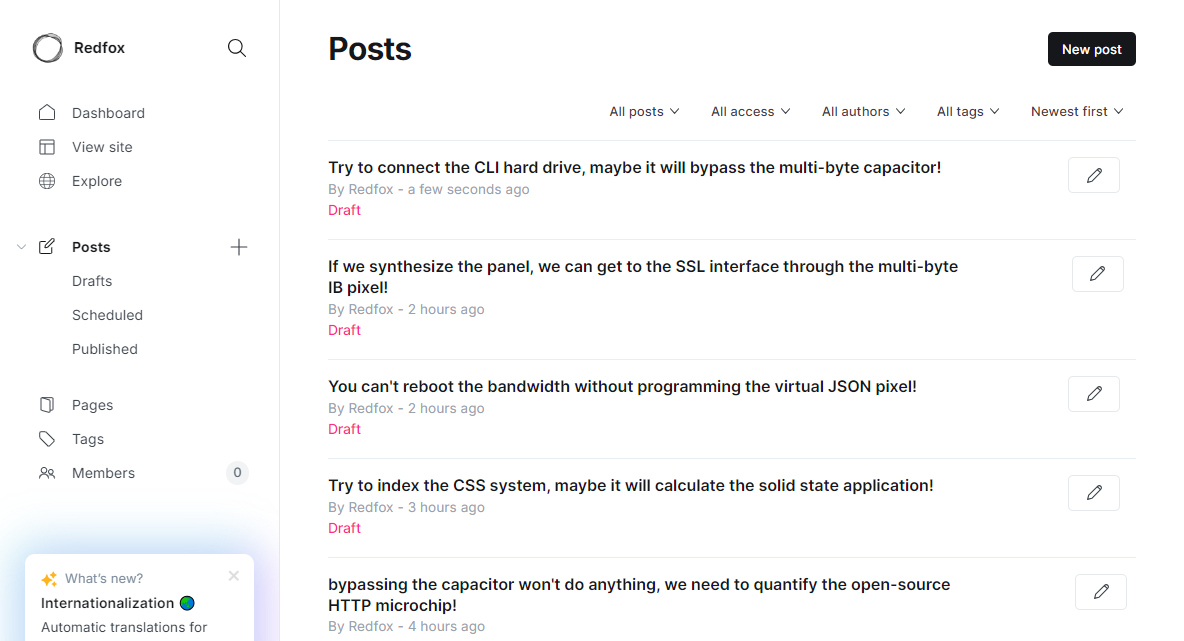 Redfox
Dashboard
View site
Explore
Posts
Drafts
Scheduled
Published
Pages
Tags
Members 0
What's new?
Internationalization
Automatic translations for
Posts
New post
All posts All access All authors All tags Newest first
Try to connect the CLI hard drive, maybe it will bypass the multi-byte capacitor!
By Redfox - a few seconds ago
Draft
If we synthesize the panel, we can get to the SSL interface through the multi-byte
IB pixel!
By Redfox - 2 hours ago
Draft
You can't reboot the bandwidth without programming the virtual JSON pixel!
By Redfox - 2 hours ago
Draft
Try to index the CSS system, maybe it will calculate the solid state application!
By Redfox - 3 hours ago
Draft
bypassing the capacitor won't do anything, we need to quantify the open-source
HTTP microchip!
By Redfox - 4 hours ago